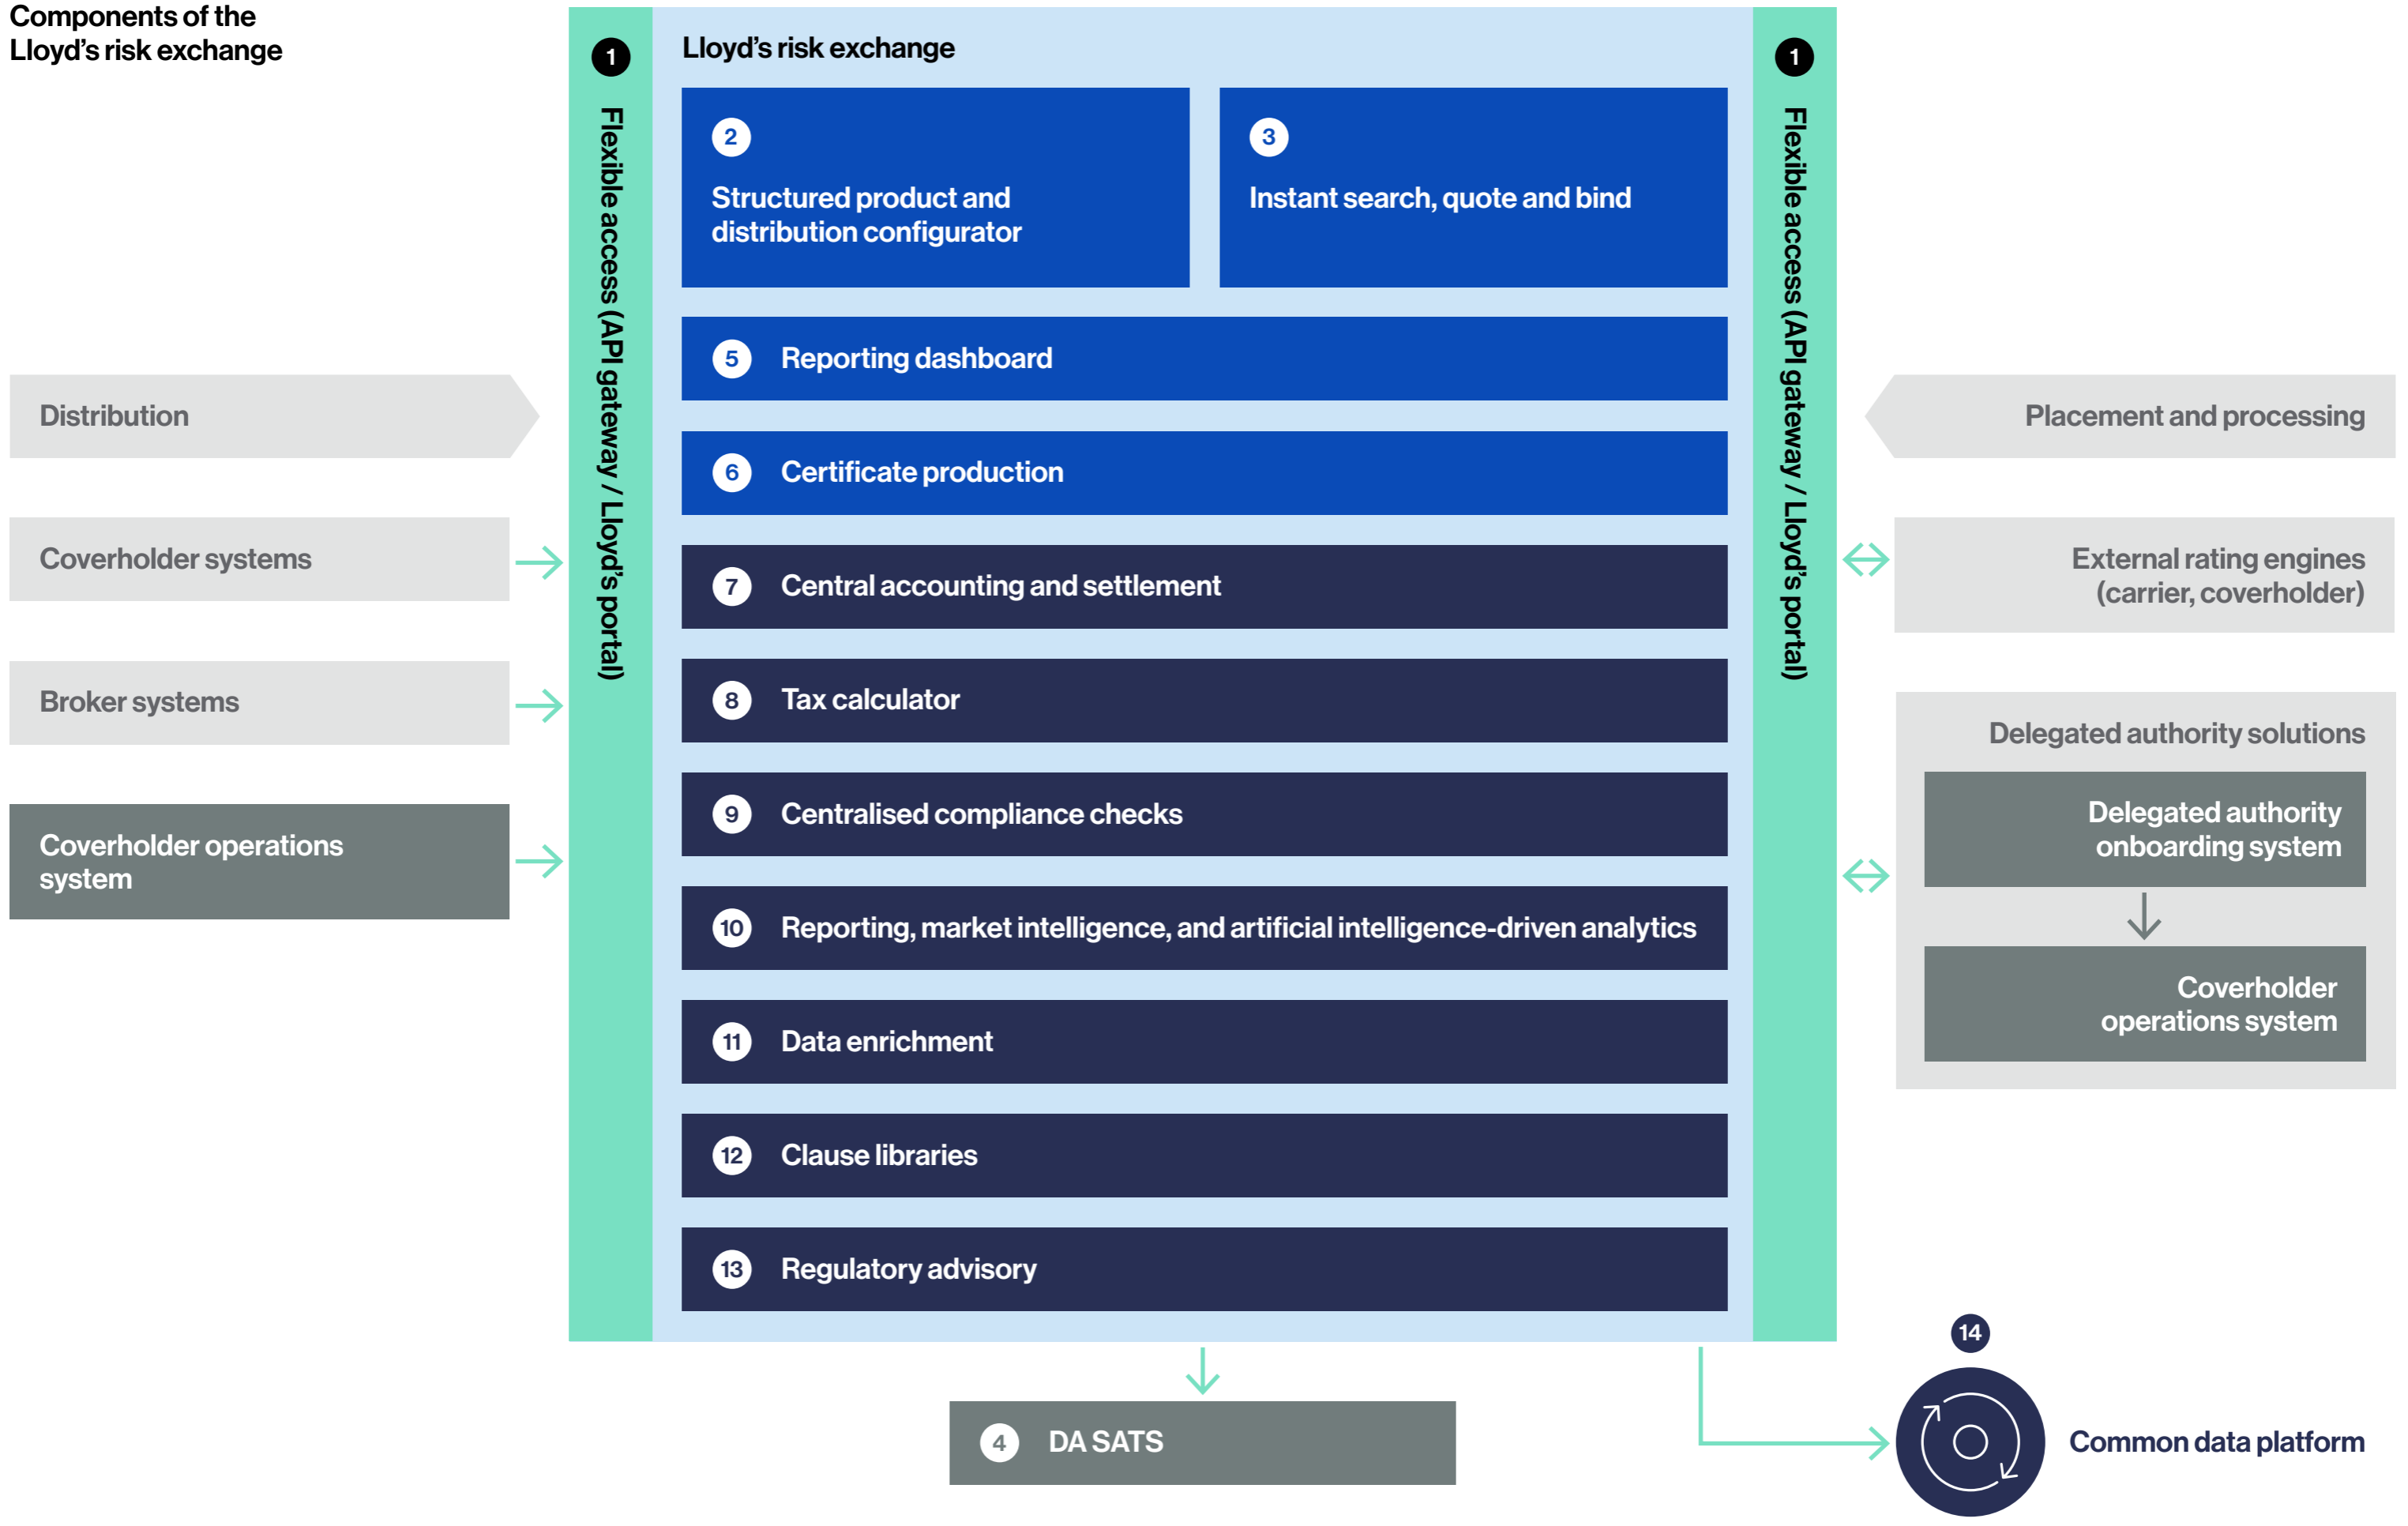 Components of the
Lloyd's risk exchange
Distribution
Coverholder systems
Broker systems
Coverholder operations
system
1
Flexible access (API gateway / Lloyd's portal)
Lloyd's risk exchange
2
Structured product and
distribution configurator
3
Instant search, quote and bind
5 Reporting dashboard
6 Certificate production
7 Central accounting and settlement
8 Tax calculator
9 Centralised compliance checks
10 Reporting, market intelligence, and artificial intelligence-driven analytics
11 Data enrichment
12 Clause libraries
13 Regulatory advisory
1
Flexible access (API gateway / Lloyd's portal)
Placement and processing
External rating engines
(carrier, coverholder)
Delegated authority solutions
Delegated authority
onboarding system
Coverholder
operations system
4 DA SATS
14
Common data platform